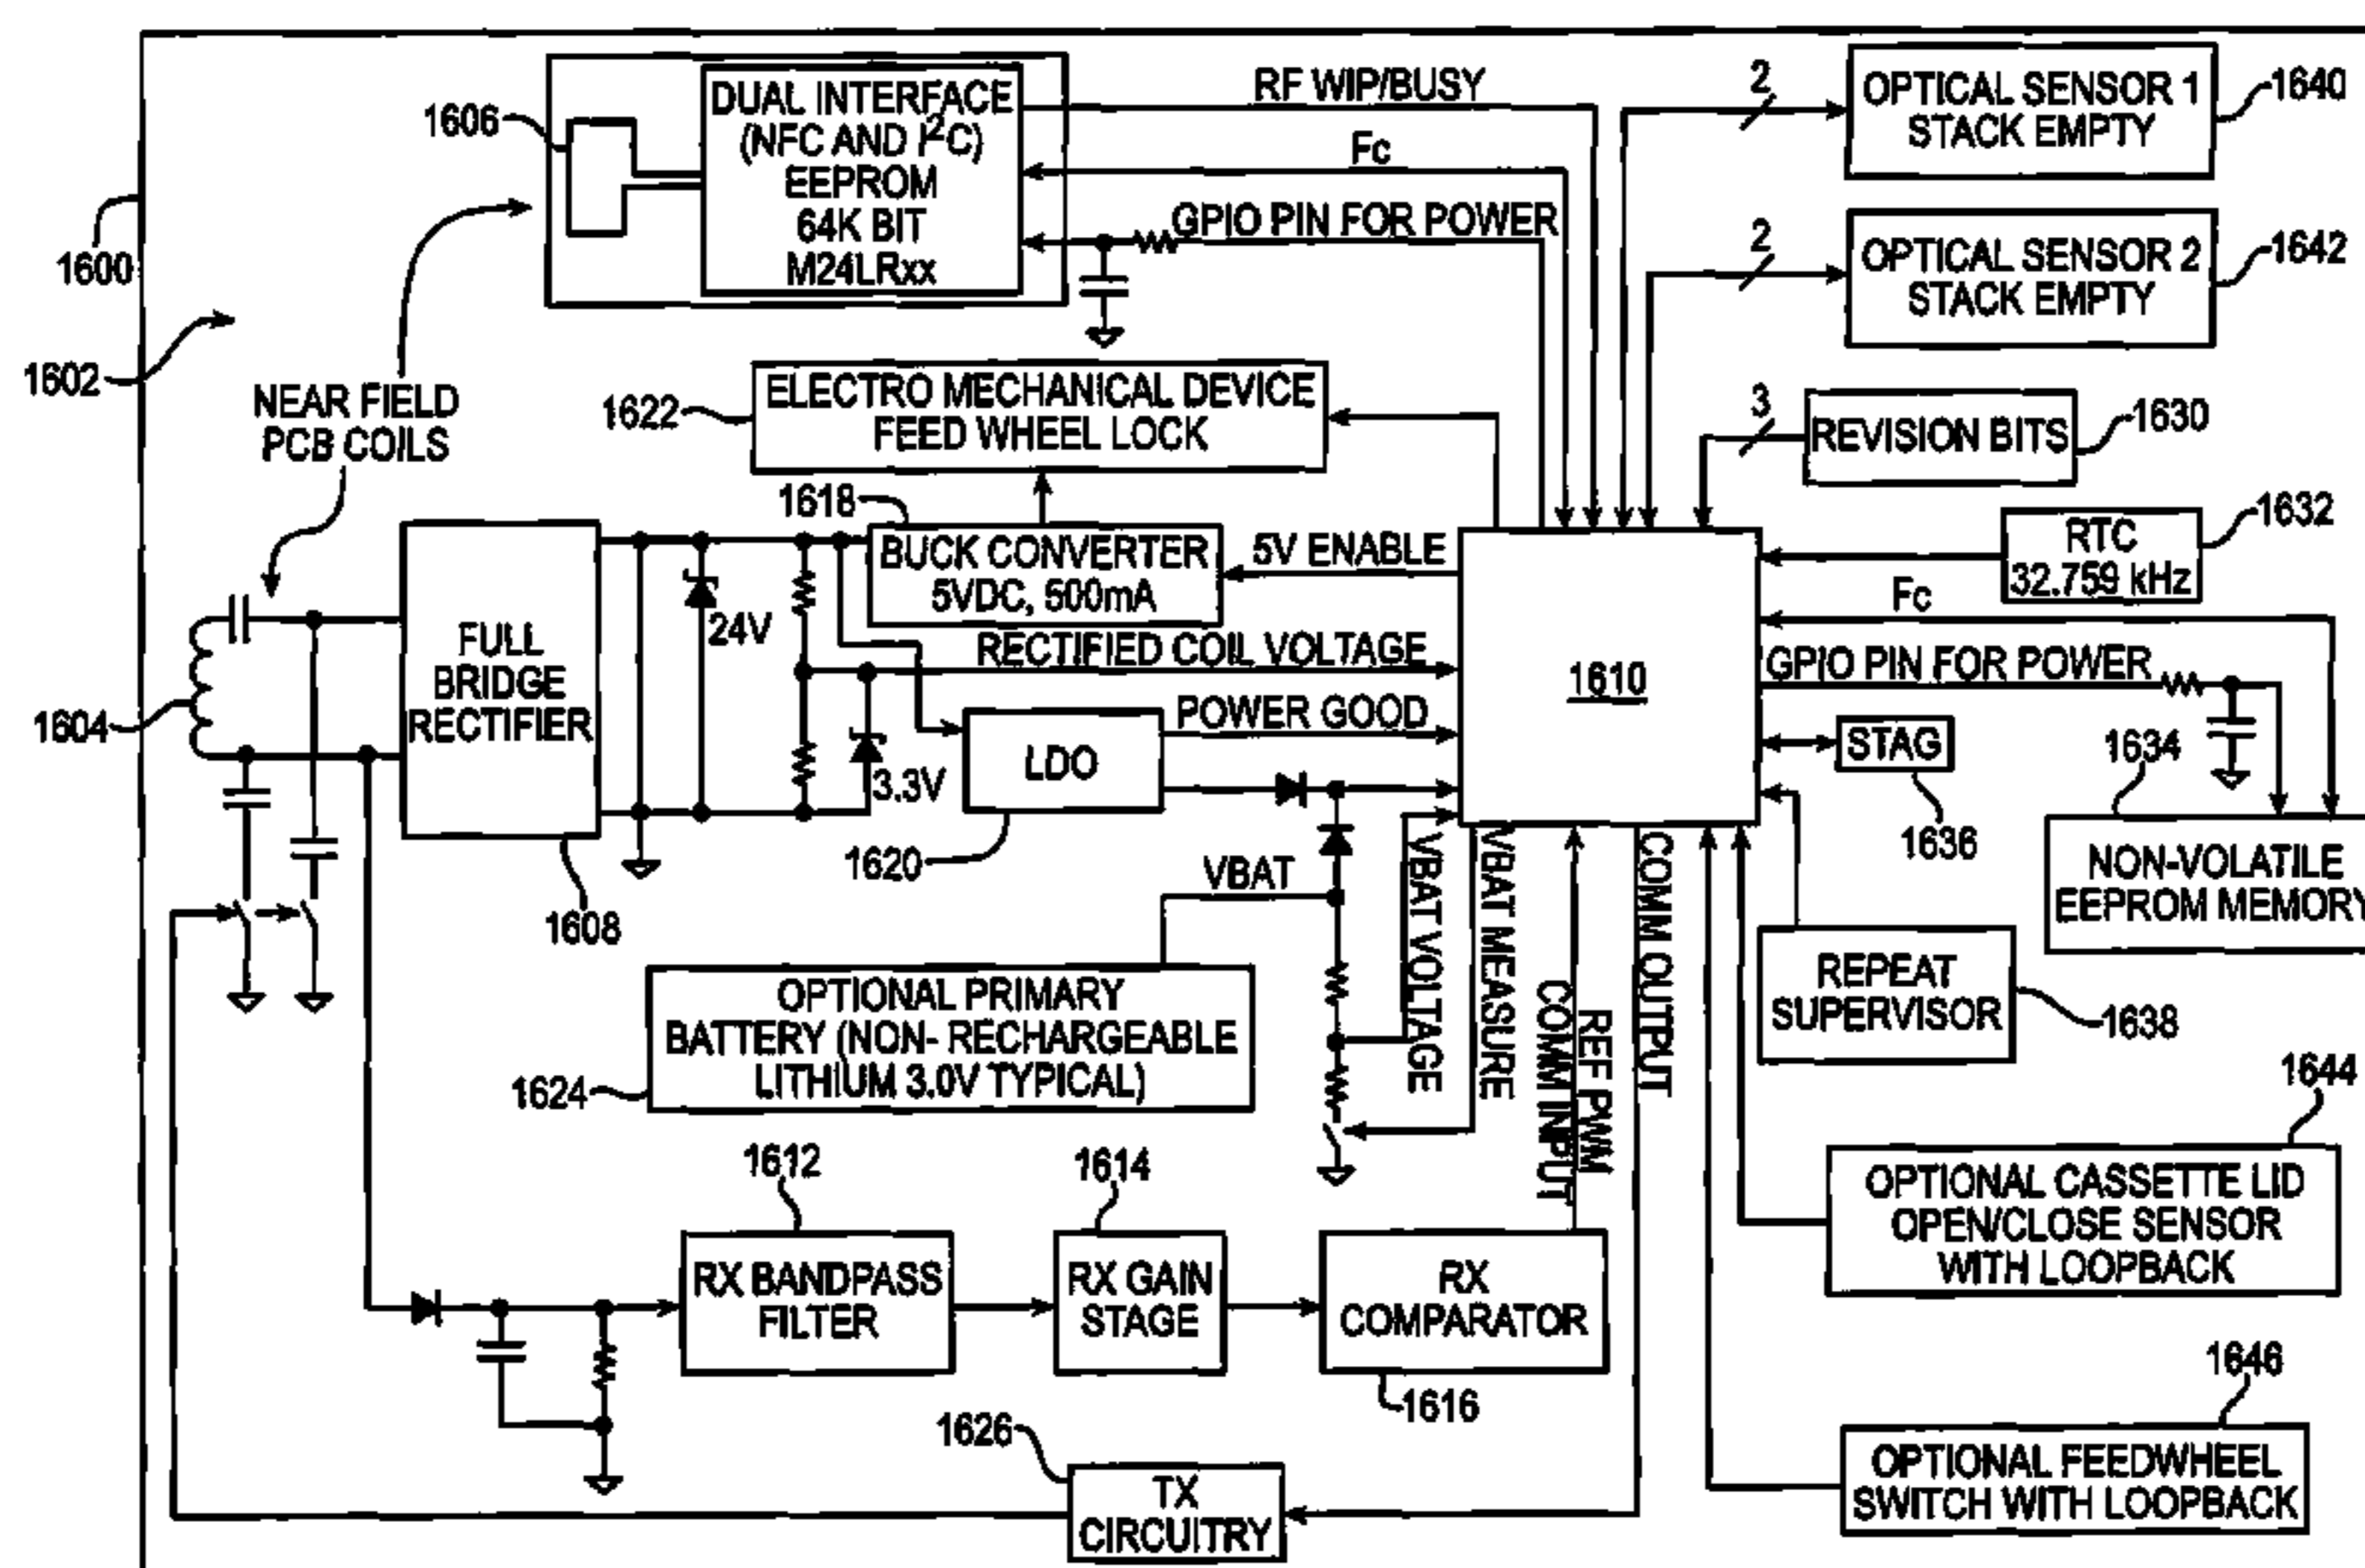 1600
1602
1606
DUAL INTERFACE
(NFC AND I²C)
EEPROM
64K BIT
M24LRxx
RF WIP/BUSY
Fc
GPIO PIN FOR POWER
2
OPTICAL SENSOR 1
STACK EMPTY
1640
2
OPTICAL SENSOR 2
STACK EMPTY
1642
3
REVISION BITS
1630
NEAR FIELD
PCB COILS
1622
ELECTRO MECHANICAL DEVICE
FEED WHEEL LOCK
1618
BUCK CONVERTER
5VDC, 500mA
5V ENABLE
RTC
32.759 kHz
1632
Fc
GPIO PIN FOR POWER
1604
FULL
BRIDGE
RECTIFIER
1608
24V
3.3V
RECTIFIED COIL VOLTAGE
POWER GOOD
LDO
1620
1610
STAG
1636
1634
NON-VOLATILE
EEPROM MEMORY
VBAT
VBAT VOLTAGE
VBAT MEASURE
COMM INPUT
REF PWM
COMM OUTPUT
REPEAT
SUPERVISOR
1638
OPTIONAL PRIMARY
BATTERY (NON- RECHARGEABLE
LITHIUM 3.0V TYPICAL)
1624
1644
OPTIONAL CASSETTE LID
OPEN/CLOSE SENSOR
WITH LOOPBACK
1612
RX BANDPASS
FILTER
1614
RX GAIN
STAGE
RX
COMPARATOR
1616
1646
OPTIONAL FEEDWHEEL
SWITCH WITH LOOPBACK
1626
TX
CIRCUITRY